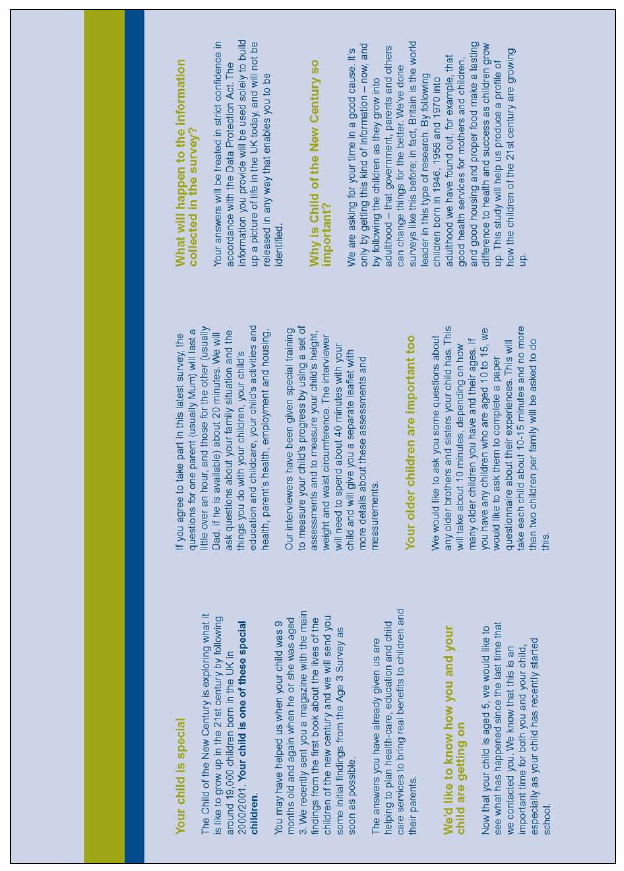 Your child is special
The Child of the New Century is exploring what it
is like to grow up in the 21st century by following
around 19,000 children born in the UK in
2000/2001. Your child is one of these special
children.
You may have helped us when your child was 9
months old and again when he or she was aged
3. We recently sent you a magazine with the main
findings from the first book about the lives of the
children of the new century and we will send you
some initial findings from the Age 3 Survey as
soon as possible.
The answers you have already given us are
helping to plan health-care, education and child
care services to bring real benefits to children and
their parents.
We'd like to know how you and your
child are getting on
Now that your child is aged 5, we would like to
see what has happened since the last time that
we contacted you. We know that this is an
important time for both you and your child,
especially as your child has recently started
school.
If you agree to take part in this latest survey, the
questions for one parent (usually Mum) will last a
little over an hour, and those for the other (usually
Dad, if he is available) about 20 minutes. We will
ask questions about your family situation and the
things you do with your children, your child's
education and childcare, your child's activities and
health, parent's health, employment and housing.
Our interviewers have been given special training
to measure your child's progress by using a set of
assessments and to measure your child's height,
weight and waist circumference. The interviewer
will need to spend about 40 minutes with your
child and will give you a separate leaflet with
more details about these assessments and
measurements.
Your older children are important too
We would like to ask you some questions about
any older brothers and sisters your child has. This
will take about 10 minutes, depending on how
many older children you have and their ages. If
you have any children who are aged 10 to 15, we
would like to ask them to complete a paper
questionnaire about their experiences. This will
take each child about 10-15 minutes and no more
than two children per family will be asked to do
this.
What will happen to the information
collected in the survey?
Your answers will be treated in strict confidence in
accordance with the Data Protection Act. The
information you provide will be used solely to build
up a picture of life in the UK today, and will not be
released in any way that enables you to be
identified.
Why is Child of the New Century so
important?
We are asking for your time in a good cause. It's
only by getting this kind of information – now, and
by following the children as they grow into
adulthood – that government, parents and others
can change things for the better. We've done
surveys like this before; in fact, Britain is the world
leader in this type of research. By following
children born in 1946, 1958 and 1970 into
adulthood we have found out, for example, that
good health services for mothers and children,
and good housing and proper food make a lasting
difference to health and success as children grow
up. This study will help us produce a profile of
how the children of the 21st century are growing
up.